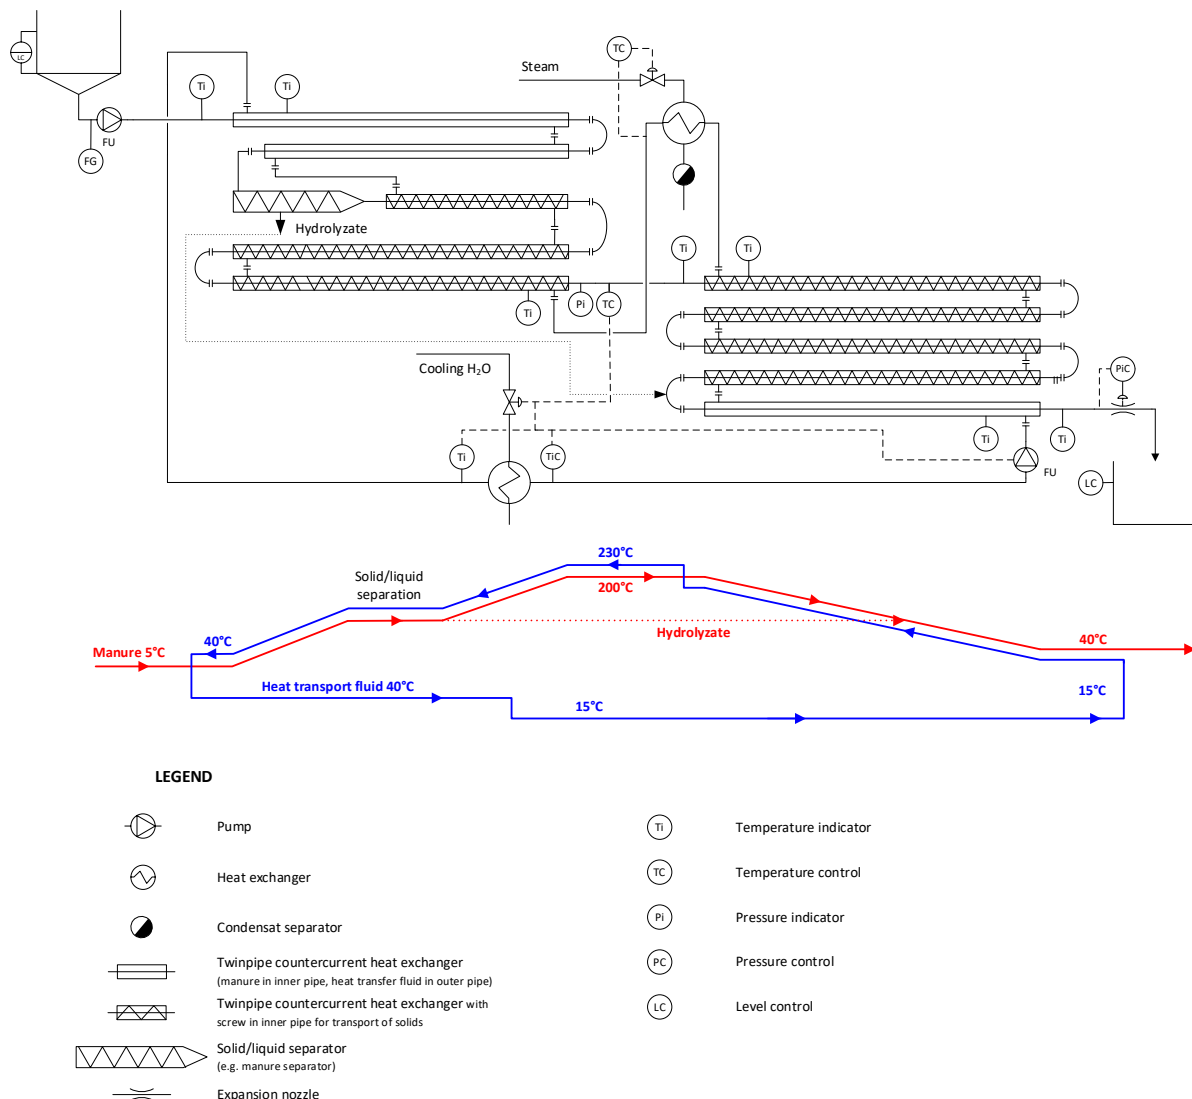 LC
TC
Steam
Ti
Ti
FU
FG
Hydrolyzate
Ti
Ti
Ti
Pi
TC
Cooling H₂O
PiC
Ti
TiC
Ti
Ti
FU
LC
230°C
Solid/liquid
separation
200°C
Hydrolyzate
40°C
Manure 5°C
40°C
Heat transport fluid 40°C
15°C
15°C
LEGEND
Pump
Heat exchanger
Condensat separator
Twinpipe countercurrent heat exchanger
(manure in inner pipe, heat transfer fluid in outer pipe)
Twinpipe countercurrent heat exchanger with
screw in inner pipe for transport of solids
Solid/liquid separator
(e.g. manure separator)
Expansion nozzle
Ti Temperature indicator
TC Temperature control
Pi Pressure indicator
PC Pressure control
LC Level control